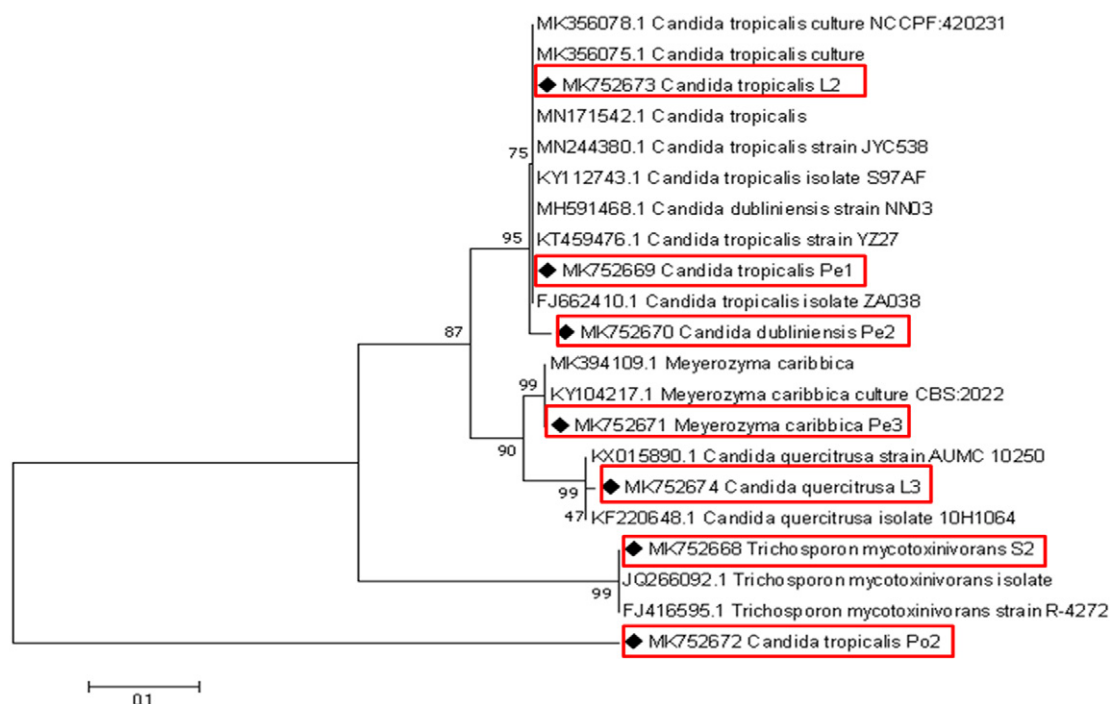 MK356078.1 Candida tropicalis culture NCCPF:420231
MK356075.1 Candida tropicalis culture
MK752673 Candida tropicalis L2
MN171542.1 Candida tropicalis
MN244380.1 Candida tropicalis strain JYC538
75
KY112743.1 Candida tropicalis isolate S97AF
MH591468.1 Candida dubliniensis strain NN03
95
KT459476.1 Candida tropicalis strain YZ27
MK752669 Candida tropicalis Pe1
FJ662410.1 Candida tropicalis isolate ZA038
87
MK752670 Candida dubliniensis Pe2
MK394109.1 Meyerozyma caribbica
99
KY104217.1 Meyerozyma caribbica culture CBS:2022
MK752671 Meyerozyma caribbica Pe3
90
KX015890.1 Candida quercitrusa strain AUMC 10250
MK752674 Candida quercitrusa L3
99
47
KF220648.1 Candida quercitrusa isolate 10H1064
MK752668 Trichosporon mycotoxinivorans S2
JQ266092.1 Trichosporon mycotoxinivorans isolate
99
FJ416595.1 Trichosporon mycotoxinivorans strain R-4272
MK752672 Candida tropicalis Po2
0.1